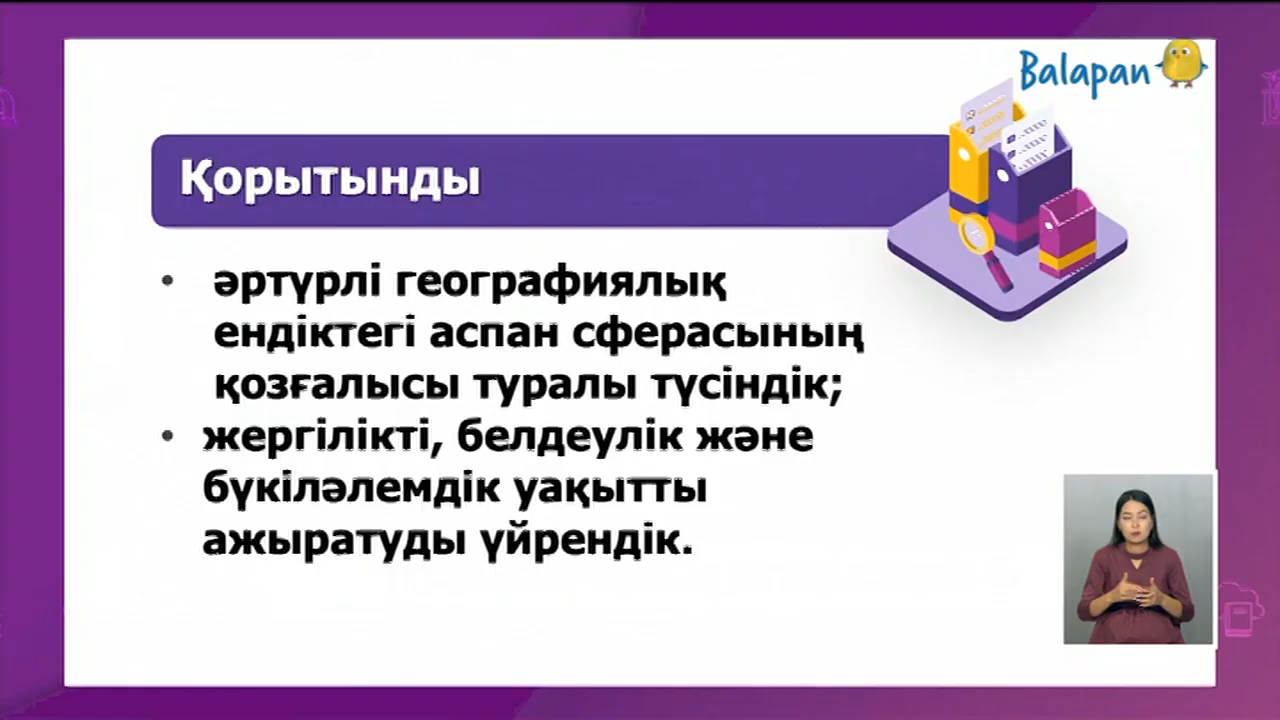 Balapan
Қорытынды
• әртүрлі географиялық
ендіктегі аспан сферасының
қозғалысы туралы түсіндік;
• жергілікті, белдеулік және
бүкіләлемдік уақытты
ажыратуды үйрендік.